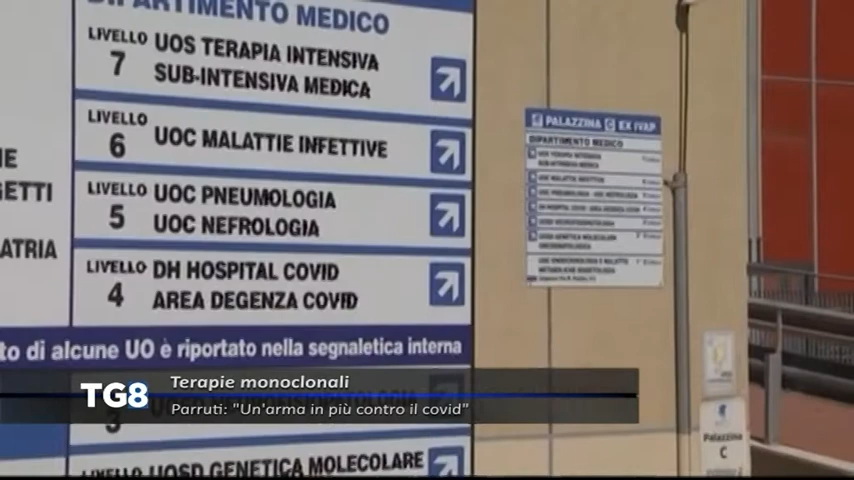 DIPARTIMENTO MEDICO
LIVELLO 7 UOS TERAPIA INTENSIVA
SUB-INTENSIVA MEDICA
LIVELLO 6 UOC MALATTIE INFETTIVE
LIVELLO 5 UOC PNEUMOLOGIA
UOC NEFROLOGIA
LIVELLO 4 DH HOSPITAL COVID
AREA DEGENZA COVID
to di alcune UO è riportato nella segnaletica interna
3
LIVELLO UOSD GENETICA MOLECOLARE
IE
GETTI
ATRIA
PALAZZINA C EX IVAP
DIPARTIMENTO MEDICO
Palazzina
C
TG8
Terapie monoclonali
Parruti: "Un'arma in più contro il covid"